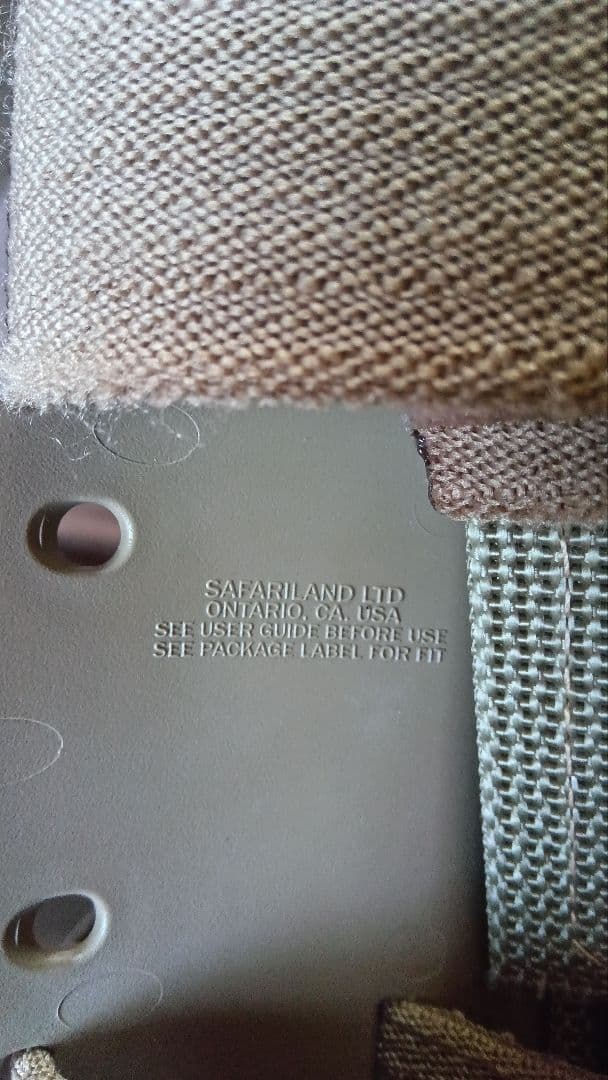 SAFARILAND LTD
ONTARIO, CA. USA
SEE USER GUIDE BEFORE USE
SEE PACKAGE LABEL FOR FIT